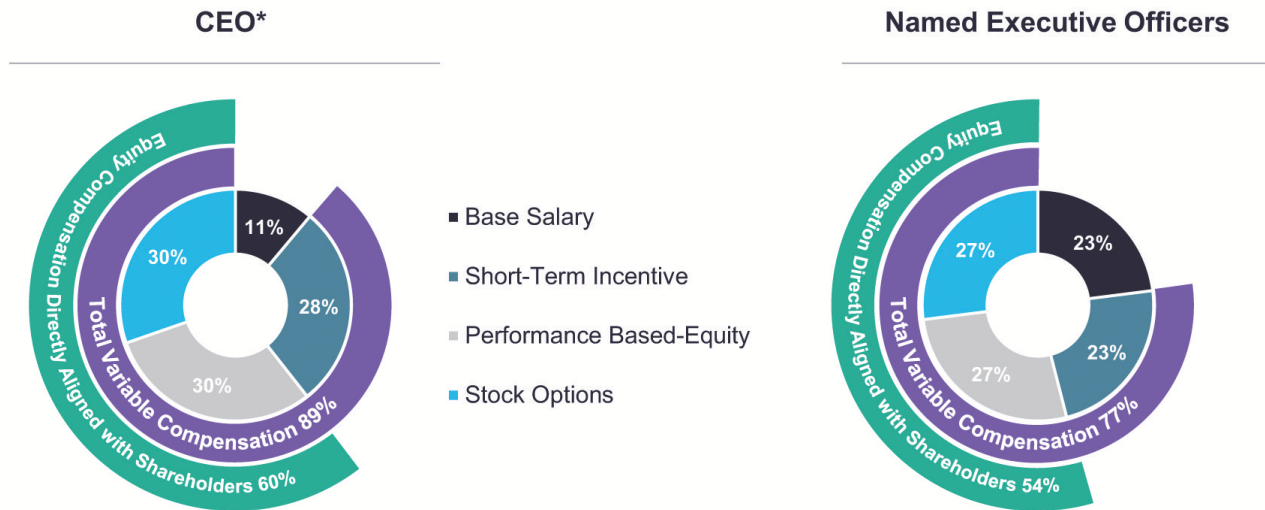 CEO*
Equity Compensation Directly Aligned with Shareholders 60%
Total Variable Compensation 89%
11%
28%
30%
30%
Base Salary
Short-Term Incentive
Performance Based-Equity
Stock Options
Named Executive Officers
Equity Compensation Directly Aligned with Shareholders 54%
Total Variable Compensation 77%
23%
23%
27%
27%